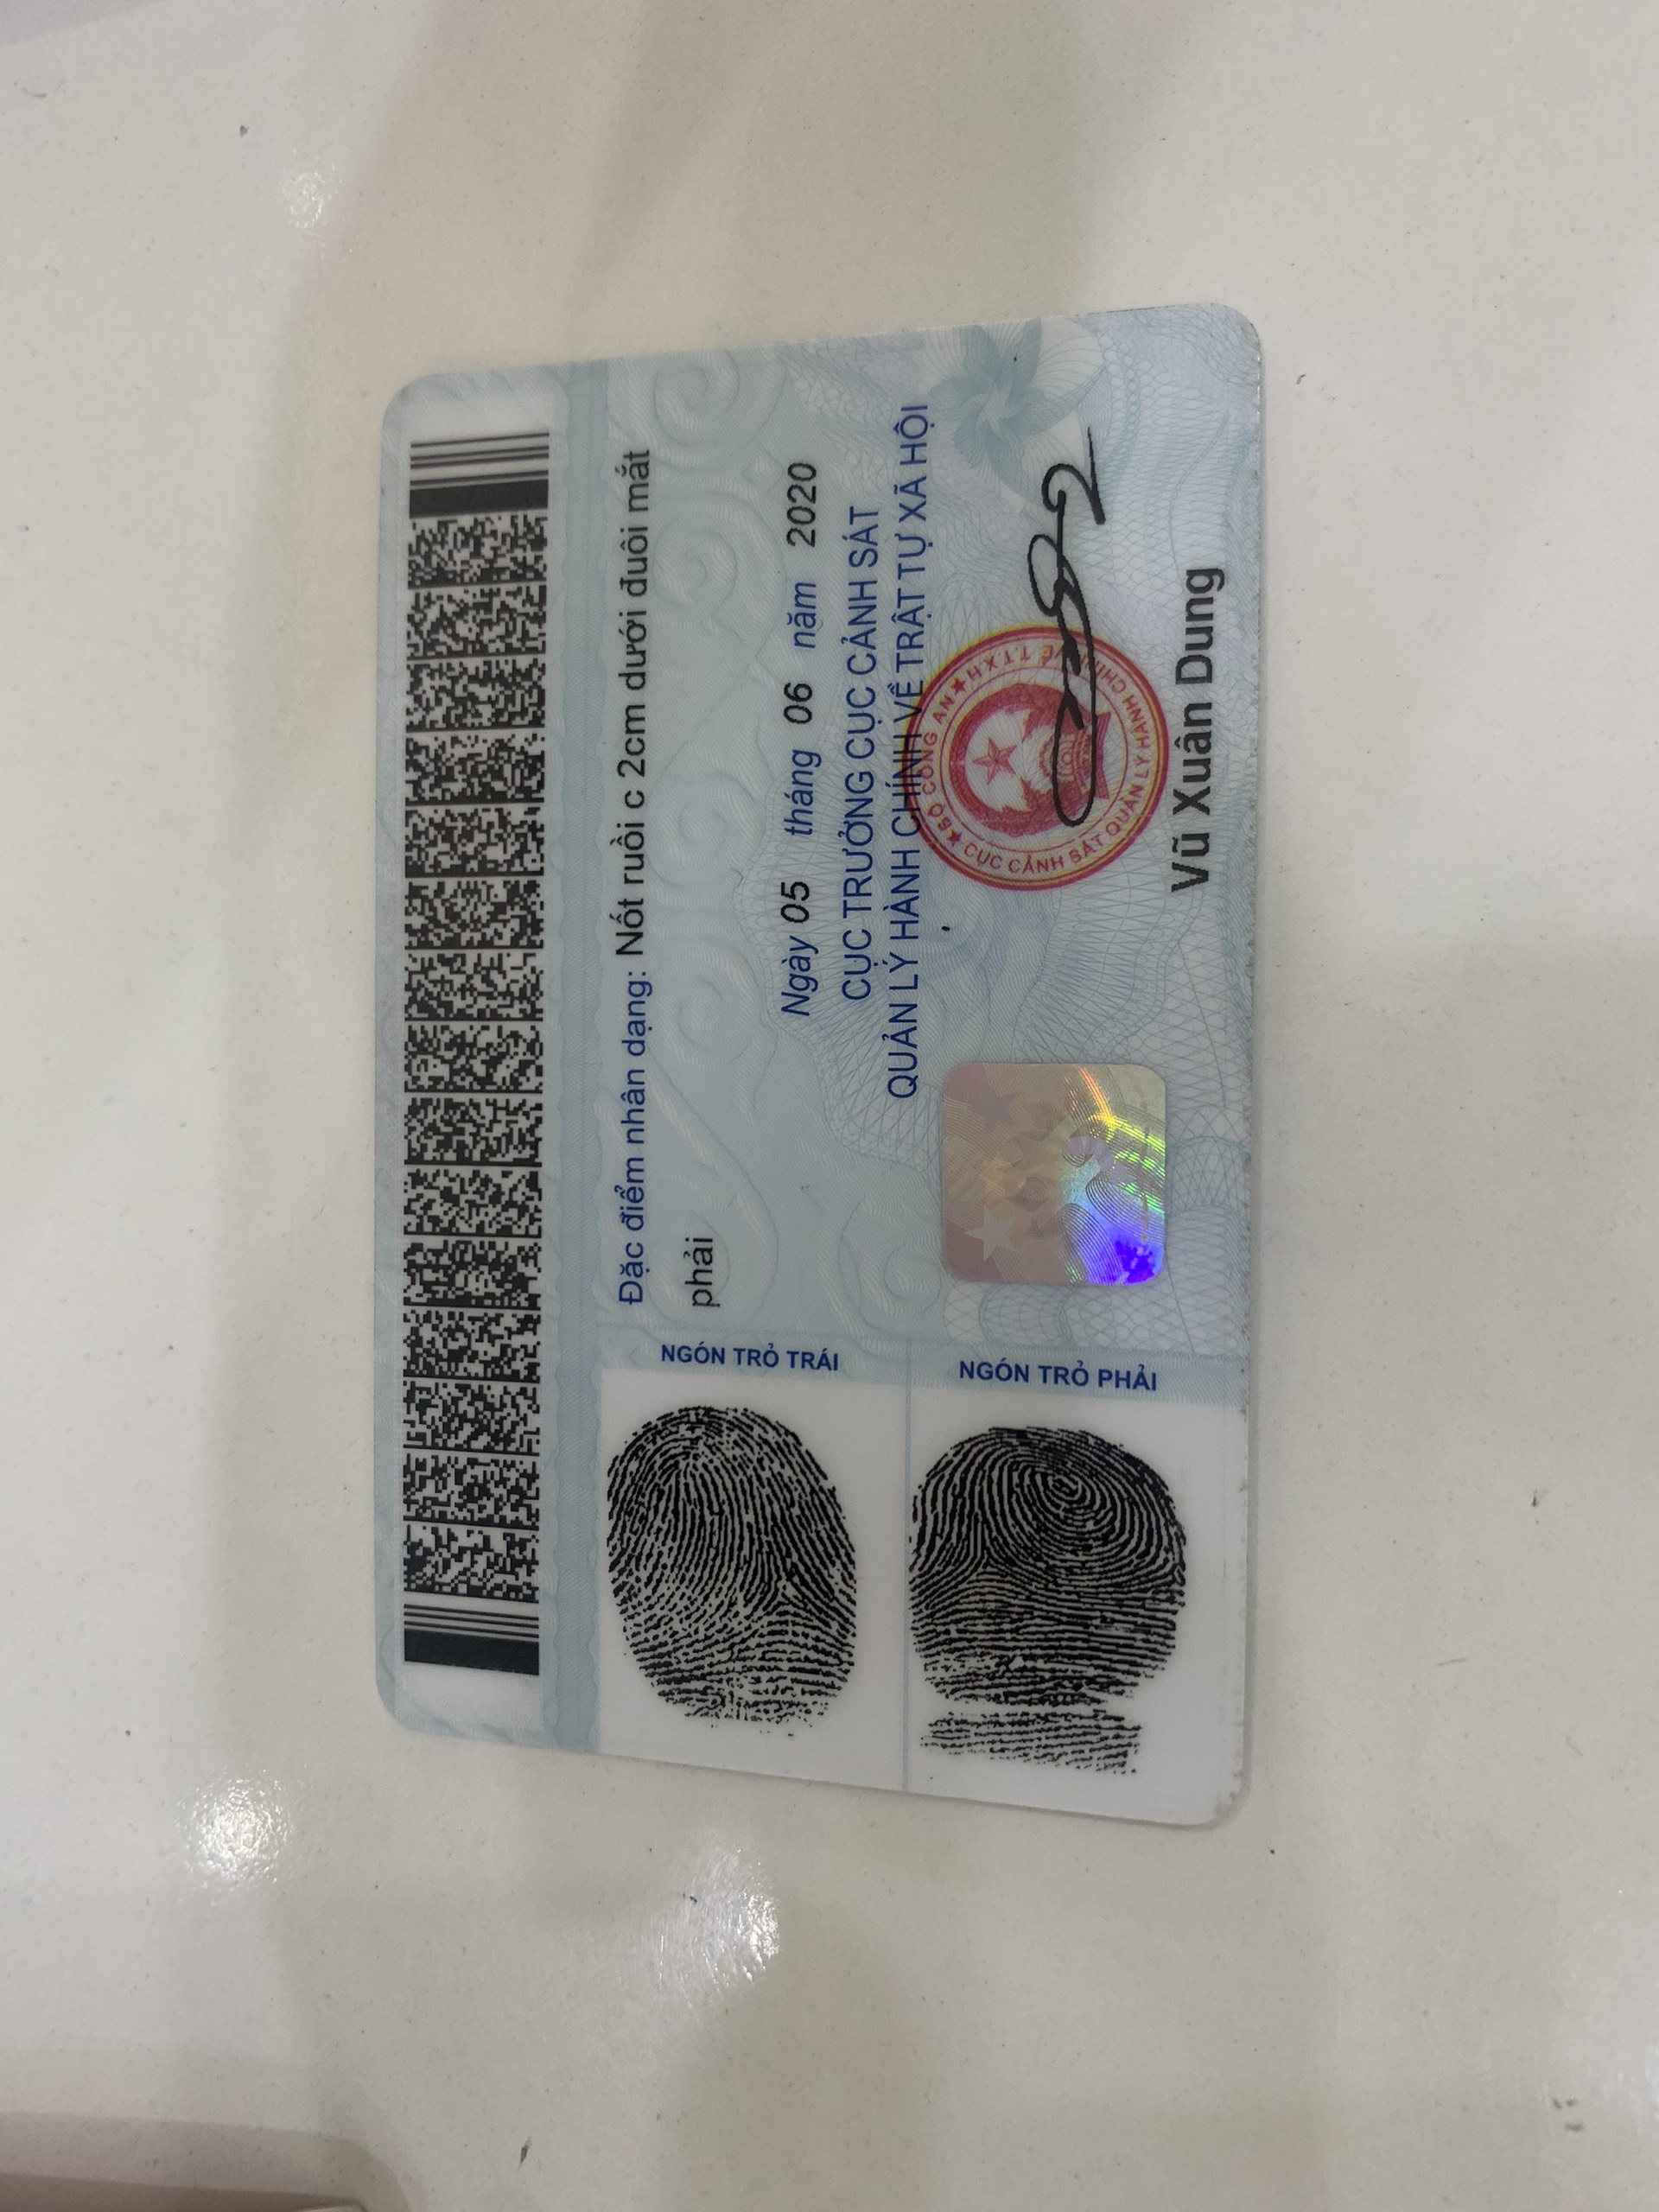 Đặc điểm nhân dạng: Nốt ruồi c 2cm dưới đuôi mắt
phải
Ngày 05 tháng 06 năm 2020
CỤC TRƯỞNG CỤC CẢNH SÁT
QUẢN LÝ HÀNH CHÍNH VỀ TRẬT TỰ XÃ HỘI
BỘ CÔNG AN
CỤC CẢNH SÁT QUẢN LÝ HÀNH CHÍNH VỀ T.T.X.H
Vũ Xuân Dung
NGÓN TRỎ TRÁI
NGÓN TRỎ PHẢI